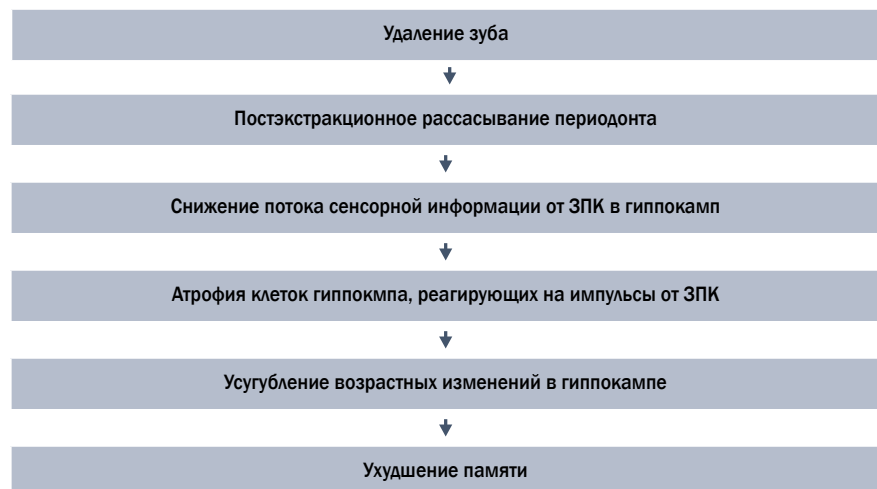 Удаление зуба
Постэкстракционное рассасывание периодонта
Снижение потока сенсорной информации от ЗПК в гиппокамп
Атрофия клеток гиппокмпа, реагирующих на импульсы от ЗПК
Усугубление возрастных изменений в гиппокампе
Ухудшение памяти